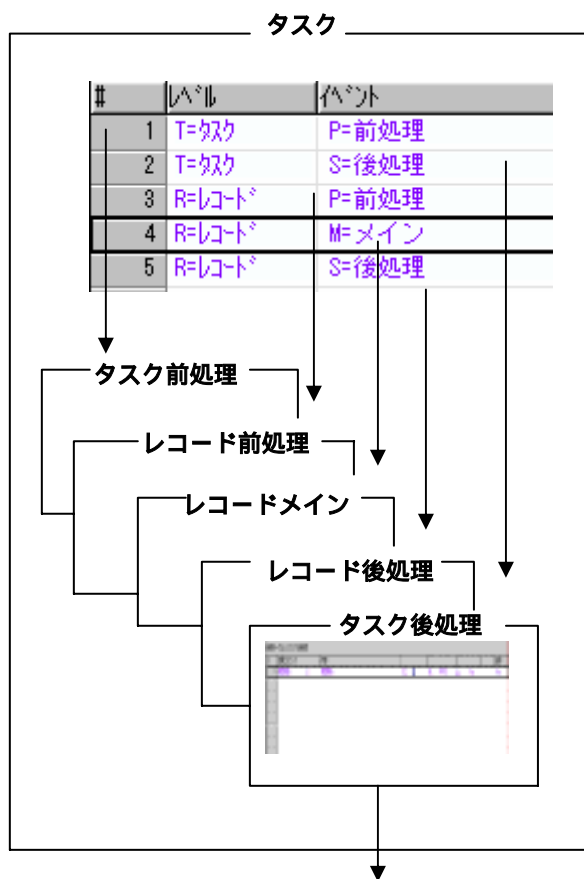 タスク
# レベル イベント
1 T=タスク P=前処理
2 T=タスク S=後処理
3 R=レコード P=前処理
4 R=レコード M=メイン
5 R=レコード S=後処理
タスク前処理
レコード前処理
レコードメイン
レコード後処理
タスク後処理